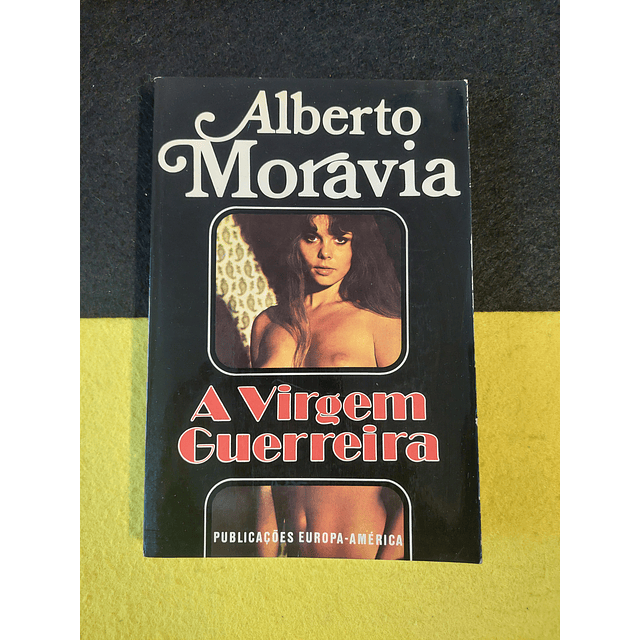 Alberto
Moravia
A Virgem
Guerreira
PUBLICAÇÕES EUROPA-AMÉRICA